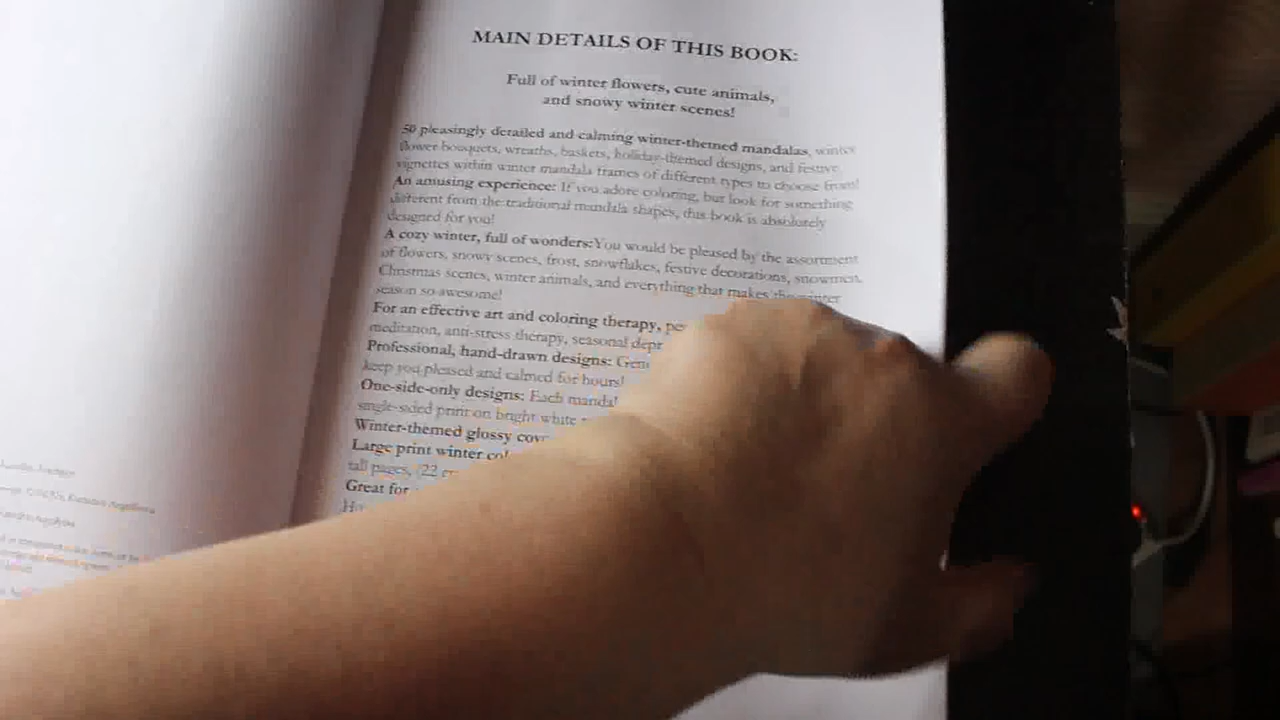 MAIN DETAILS OF THIS BOOK:
Full of winter flowers, cute animals,
and snowy winter scenes!
50 pleasingly detailed and calming winter-themed mandalas, winter
flower bouquets, wreaths, baskets, holiday-themed designs, and festive
vignettes within winter mandala frames of different types to choose from!
An amusing experience: If you adore coloring, but look for something
different from the traditional mandala shapes, this book is absolutely
designed for you!
A cozy winter, full of wonders: You would be pleased by the assortment
of flowers, snowy scenes, frost, snowflakes, festive decorations, snowmen,
Christmas scenes, winter animals, and everything that makes the winter
season so awesome!
For an effective art and coloring therapy,
meditation, anti-stress therapy, seasonal
Professional, hand-drawn designs:
keep you pleased and calmed for hours!
One-side-only designs: Each
single-sided print on bright white
Winter-themed glossy
Large print winter
tall pages, (22
Great for